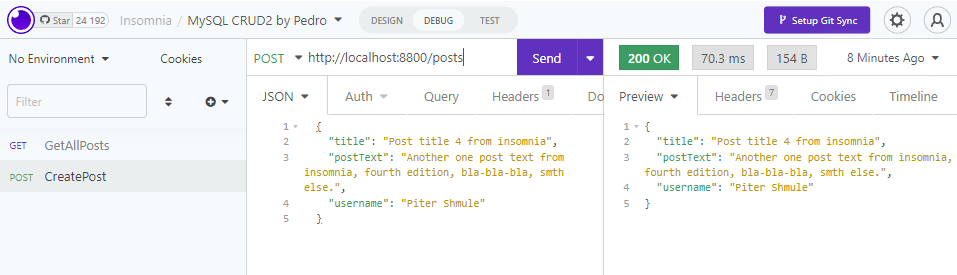 Star 24 192 Insomnia / MySQL CRUD2 by Pedro DESIGN DEBUG TEST Setup Git Sync
No Environment Cookies POST http://localhost:8800/posts Send 200 OK 70.3 ms 154 B 8 Minutes Ago
Filter JSON Auth Query Headers 1 Do Preview Headers 7 Cookies Timeline
GET GetAllPosts
POST CreatePost
1 {
2 "title": "Post title 4 from insomnia",
3 "postText": "Another one post text from
insomnia, fourth edition, bla-bla-bla, smth
else.",
4 "username": "Piter Shmule"
5 }
1 {
2 "title": "Post title 4 from insomnia",
3 "postText": "Another one post text from insomnia,
fourth edition, bla-bla-bla, smth else.",
4 "username": "Piter Shmule"
5 }